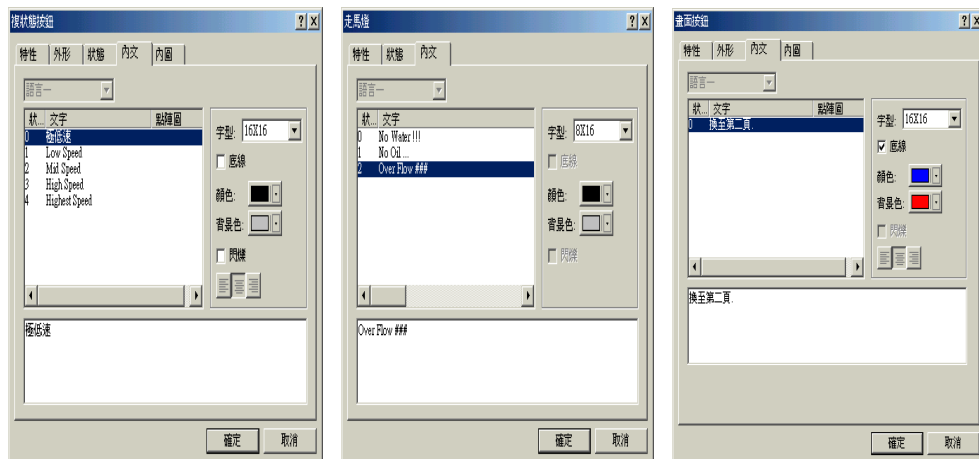 複狀態按鈕
特性 外形 狀態 內文 內圖
語言一
狀... 文字 點陣圖
0 極低速
1 Low Speed
2 Mid Speed
3 High Speed
4 Highest Speed
字型: 16X16
底線
顏色:
背景色:
閃爍
極低速
確定 取消
走馬燈
特性 狀態 內文
語言一
狀... 文字
0 No Water !!!
1 No Oil ...
2 Over Flow ###
字型: 8X16
底線
顏色:
背景色:
閃爍
Over Flow ###
確定 取消
畫面按鈕
特性 外形 內文 內圖
語言一
狀... 文字 點陣圖
0 換至第二頁.
字型: 16X16
底線
顏色:
背景色:
閃爍
換至第二頁.
確定 取消